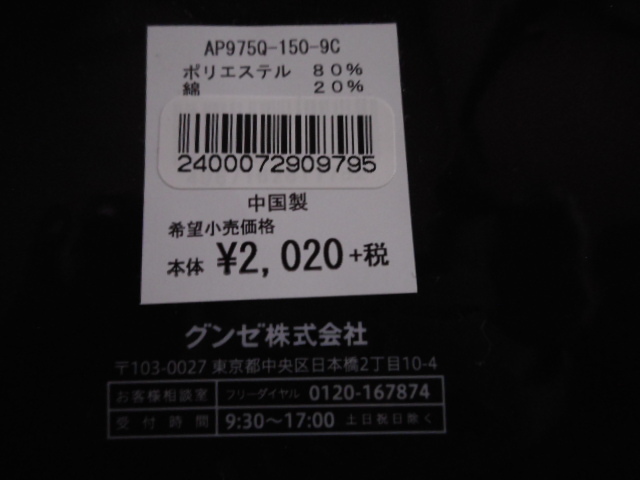 AP975Q-150-9C
ポリエステル 80%
綿 20%
2400072909795
中国製
希望小売価格
本体 ¥2,020+税
グンゼ株式会社
〒103-0027 東京都中央区日本橋2丁目10-4
お客様相談室 フリーダイヤル 0120-167874
受付時間 9:30〜17:00 土日祝日除く